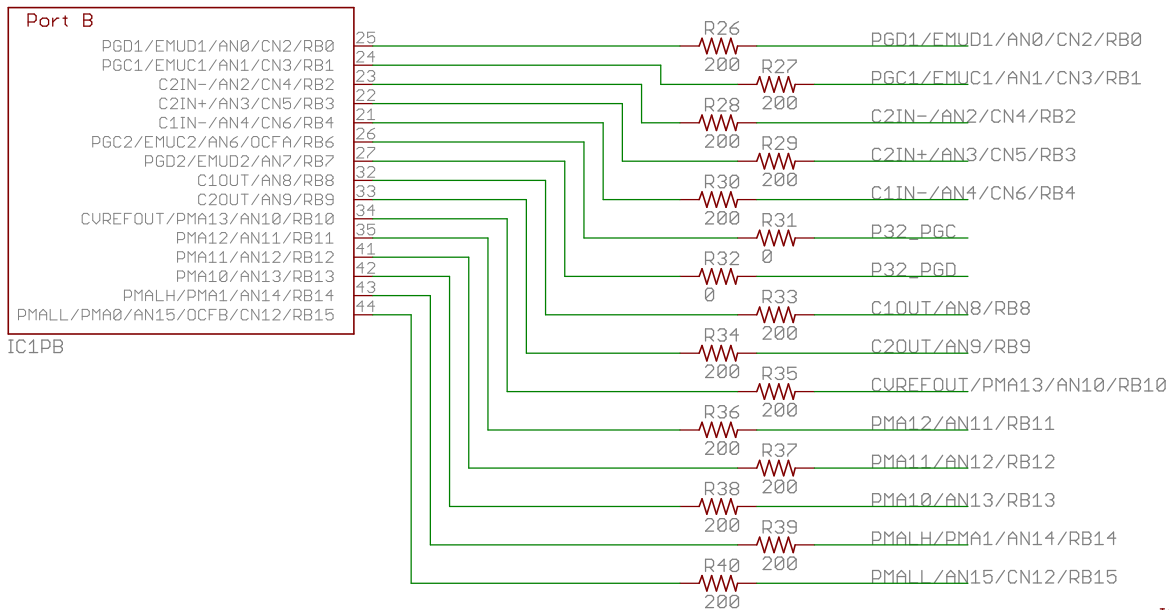 Port B
PGD1/EMUD1/AN0/CN2/RB0 25
PGC1/EMUC1/AN1/CN3/RB1 24
C2IN-/AN2/CN4/RB2 23
C2IN+/AN3/CN5/RB3 22
C1IN-/AN4/CN6/RB4 21
PGC2/EMUC2/AN6/OCFA/RB6 26
PGD2/EMUD2/AN7/RB7 27
C1OUT/AN8/RB8 32
C2OUT/AN9/RB9 33
CVREFOUT/PMA13/AN10/RB10 34
PMA12/AN11/RB11 35
PMA11/AN12/RB12 41
PMA10/AN13/RB13 42
PMALH/PMA1/AN14/RB14 43
PMALL/PMA0/AN15/OCFB/CN12/RB15 44
IC1PB
R26
200
PGD1/EMUD1/AN0/CN2/RB0
R27
200
PGC1/EMUC1/AN1/CN3/RB1
R28
200
C2IN-/AN2/CN4/RB2
R29
200
C2IN+/AN3/CN5/RB3
R30
200
C1IN-/AN4/CN6/RB4
R31
0
P32_PGC
R32
0
P32_PGD
R33
200
C1OUT/AN8/RB8
R34
200
C2OUT/AN9/RB9
R35
200
CVREFOUT/PMA13/AN10/RB10
R36
200
PMA12/AN11/RB11
R37
200
PMA11/AN12/RB12
R38
200
PMA10/AN13/RB13
R39
200
PMALH/PMA1/AN14/RB14
R40
200
PMALL/AN15/CN12/RB15